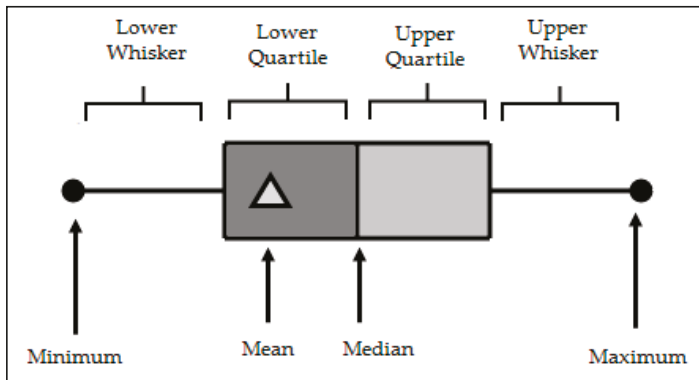 Lower
Whisker
Lower
Quartile
Upper
Quartile
Upper
Whisker
Minimum
Mean
Median
Maximum